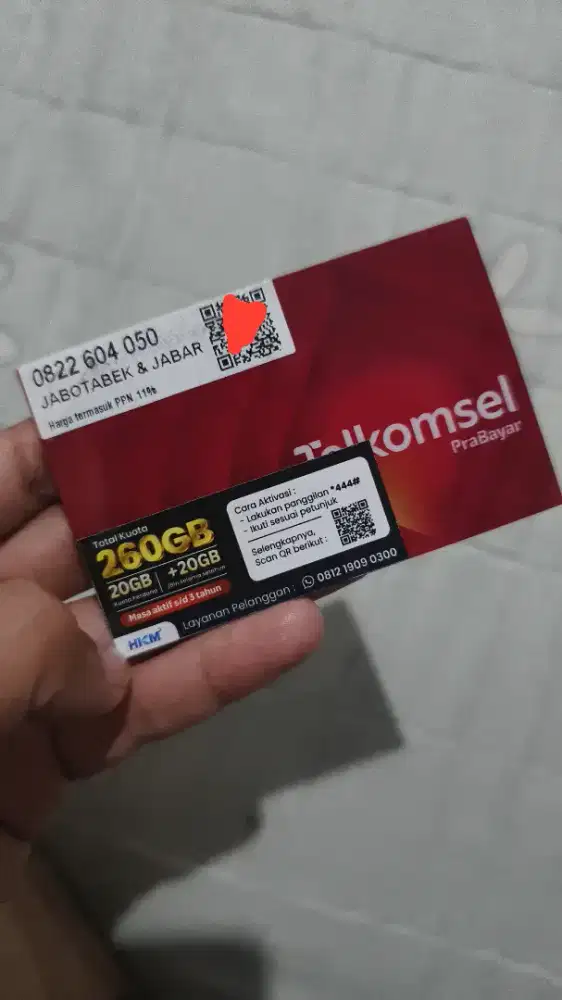 0822 604 050
JABOTABEK & JABAR
Harga termasuk PPN 11%
Telkomsel
PraBayar
Total Kuota
260GB
20GB
+20GB
Masa aktif s/d 3 tahun
HKM
Cara Aktivasi :
- Lakukan panggilan *444#
- Ikuti sesuai petunjuk
Selengkapnya,
Scan QR berikut :
Layanan Pelanggan : 0812 1909 0300